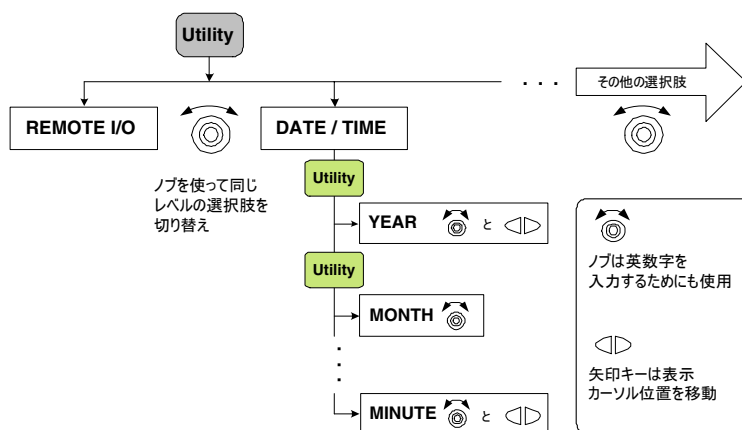 Utility
その他の選択肢
REMOTE I/O
DATE / TIME
ノブを使って同じ
レベルの選択肢を
切り替え
Utility
YEAR と
Utility
MONTH
MINUTE と
ノブは英数字を
入力するためにも使用
矢印キーは表示
カーソル位置を移動